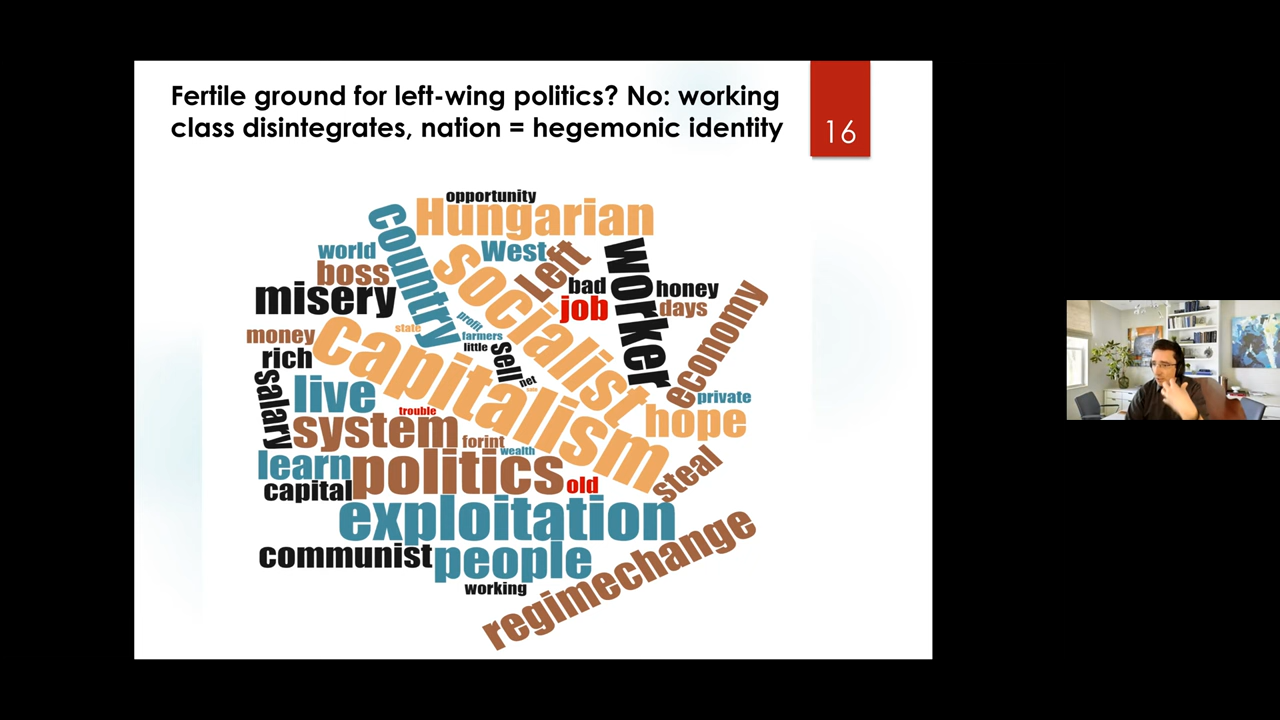 Fertile ground for left-wing politics? No: working
class disintegrates, nation = hegemonic identity
16
opportunity
Hungarian
country
world
West
Left
socialist
worker
boss
bad
honey
misery
job
days
economy
profit
state
farmers
money
capitalism
little
sell
rich
net
salary
live
private
trouble
hope
system
forint
wealth
learn
politics
steal
capital
old
exploitation
communist
people
regimechange
working